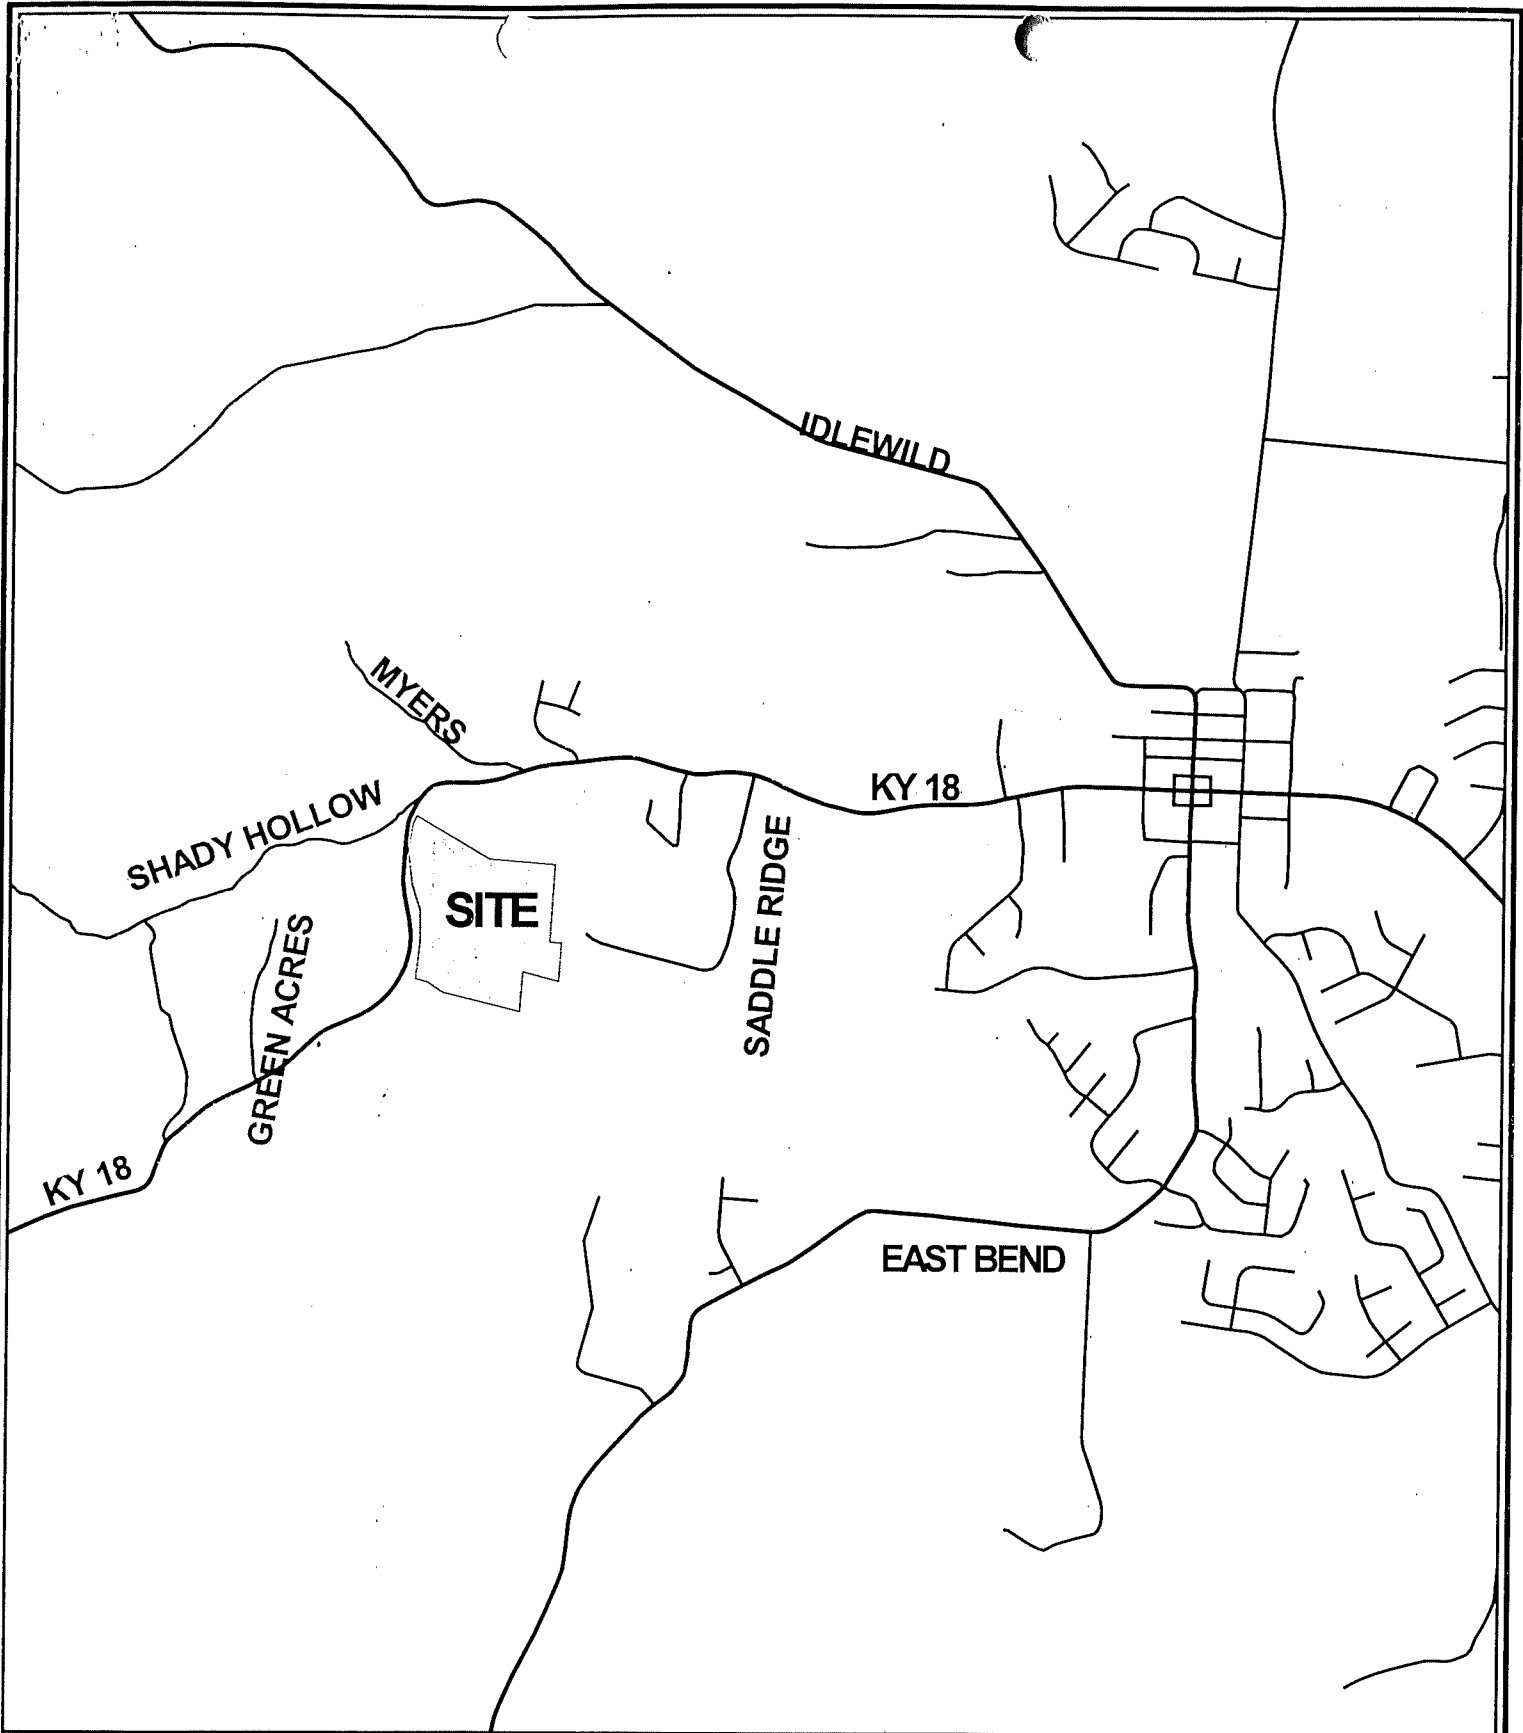 IDLEWILD
MYERS
KY 18
SHADY HOLLOW
SITE
SADDLE RIDGE
GREEN ACRES
KY 18
EAST BEND